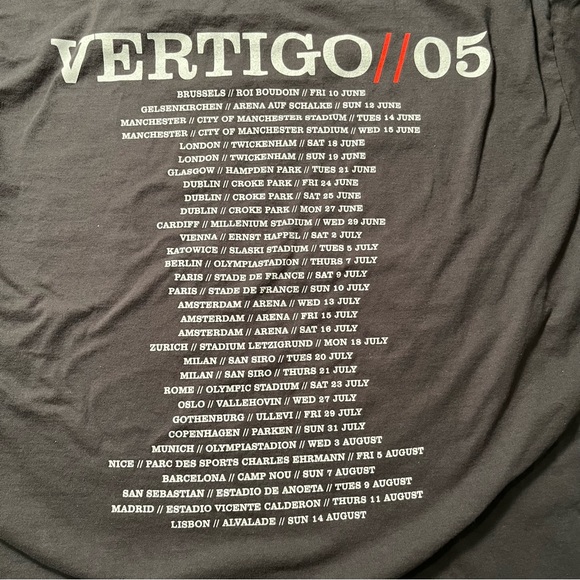 VERTIGO//05
BRUSSELS // ROI BOUDOIN // FRI 10 JUNE
GELSENKIRCHEN // ARENA AUF SCHALKE // SUN 12 JUNE
MANCHESTER // CITY OF MANCHESTER STADIUM // TUES 14 JUNE
MANCHESTER // CITY OF MANCHESTER STADIUM // WED 15 JUNE
LONDON // TWICKENHAM // SAT 18 JUNE
LONDON // TWICKENHAM // SUN 19 JUNE
GLASGOW // HAMPDEN PARK // TUES 21 JUNE
DUBLIN // CROKE PARK // FRI 24 JUNE
DUBLIN // CROKE PARK // SAT 25 JUNE
DUBLIN // CROKE PARK // MON 27 JUNE
CARDIFF // MILLENIUM STADIUM // WED 29 JUNE
VIENNA // ERNST HAPPEL // SAT 2 JULY
KATOWICE // SLASKI STADIUM // TUES 5 JULY
BERLIN // OLYMPIASTADION // THURS 7 JULY
PARIS // STADE DE FRANCE // SAT 9 JULY
PARIS // STADE DE FRANCE // SUN 10 JULY
AMSTERDAM // ARENA // WED 13 JULY
AMSTERDAM // ARENA // FRI 15 JULY
AMSTERDAM // ARENA // SAT 16 JULY
ZURICH // STADIUM LETZIGRUND // MON 18 JULY
MILAN // SAN SIRO // TUES 20 JULY
MILAN // SAN SIRO // THURS 21 JULY
ROME // OLYMPIC STADIUM // SAT 23 JULY
OSLO // VALLEHOVIN // WED 27 JULY
GOTHENBURG // ULLEVI // FRI 29 JULY
COPENHAGEN // PARKEN // SUN 31 JULY
MUNICH // OLYMPIASTADION // WED 3 AUGUST
NICE // PARC DES SPORTS CHARLES EHRMANN // FRI 5 AUGUST
BARCELONA // CAMP NOU // SUN 7 AUGUST
SAN SEBASTIAN // ESTADIO DE ANOETA // TUES 9 AUGUST
MADRID // ESTADIO VICENTE CALDERON // THURS 11 AUGUST
LISBON // ALVALADE // SUN 14 AUGUST